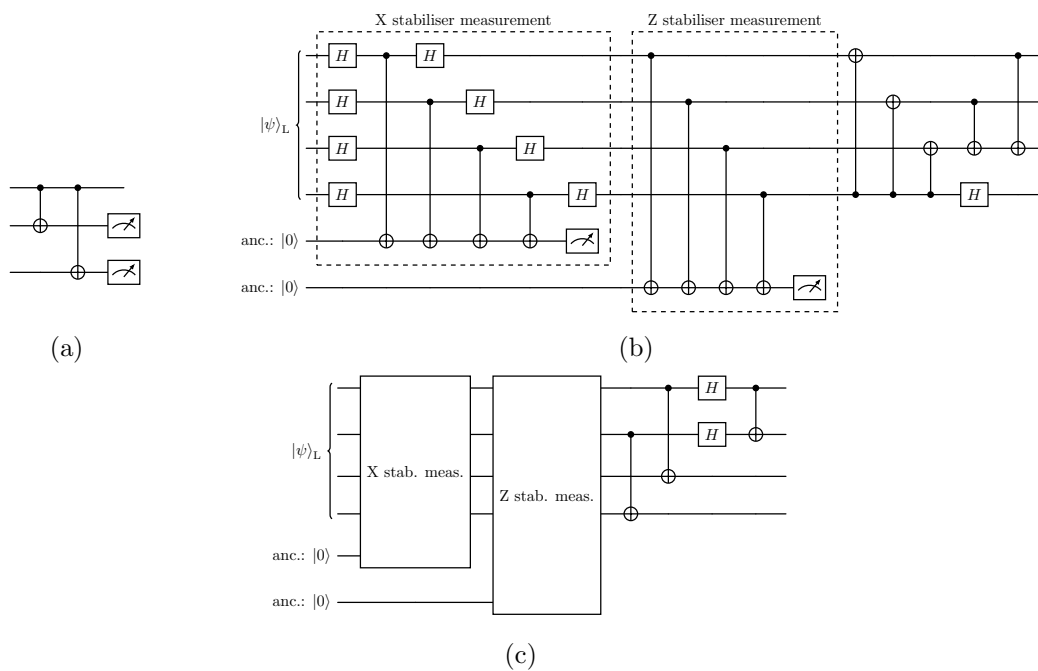 X stabiliser measurement
Z stabiliser measurement
H H
H H
|ψ⟩L
H H
H H H
anc.: |0⟩
anc.: |0⟩
(a)
(b)
H
|ψ⟩L
H
X stab. meas.
Z stab. meas.
anc.: |0⟩
anc.: |0⟩
(c)